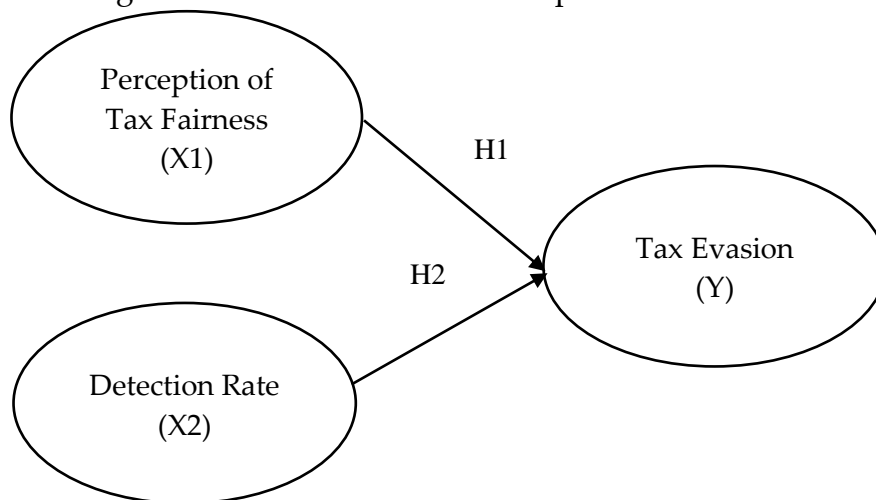 Perception of
Tax Fairness
(X1)
H1
Tax Evasion
(Y)
H2
Detection Rate
(X2)